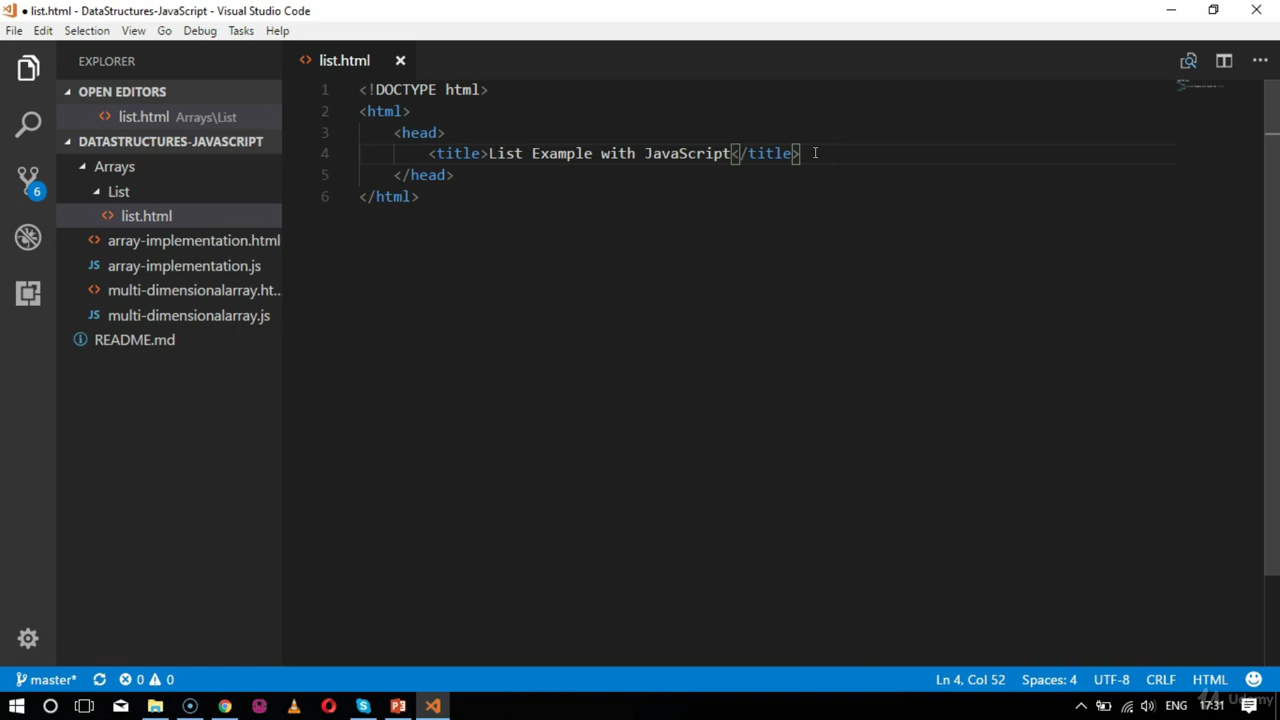 ● list.html - DataStructures-JavaScript - Visual Studio Code
File Edit Selection View Go Debug Tasks Help
EXPLORER
OPEN EDITORS
list.html Arrays\List
DATASTRUCTURES-JAVASCRIPT
Arrays
List
list.html
array-implementation.html
JS array-implementation.js
multi-dimensionalarray.ht...
JS multi-dimensionalarray.js
README.md
6
list.html
1 <!DOCTYPE html>
2 <html>
3 <head>
4 <title>List Example with JavaScript</title>
5 </head>
6 </html>
master* 0 0 Ln 4, Col 52 Spaces: 4 UTF-8 CRLF HTML
ENG 17:31
Udemy